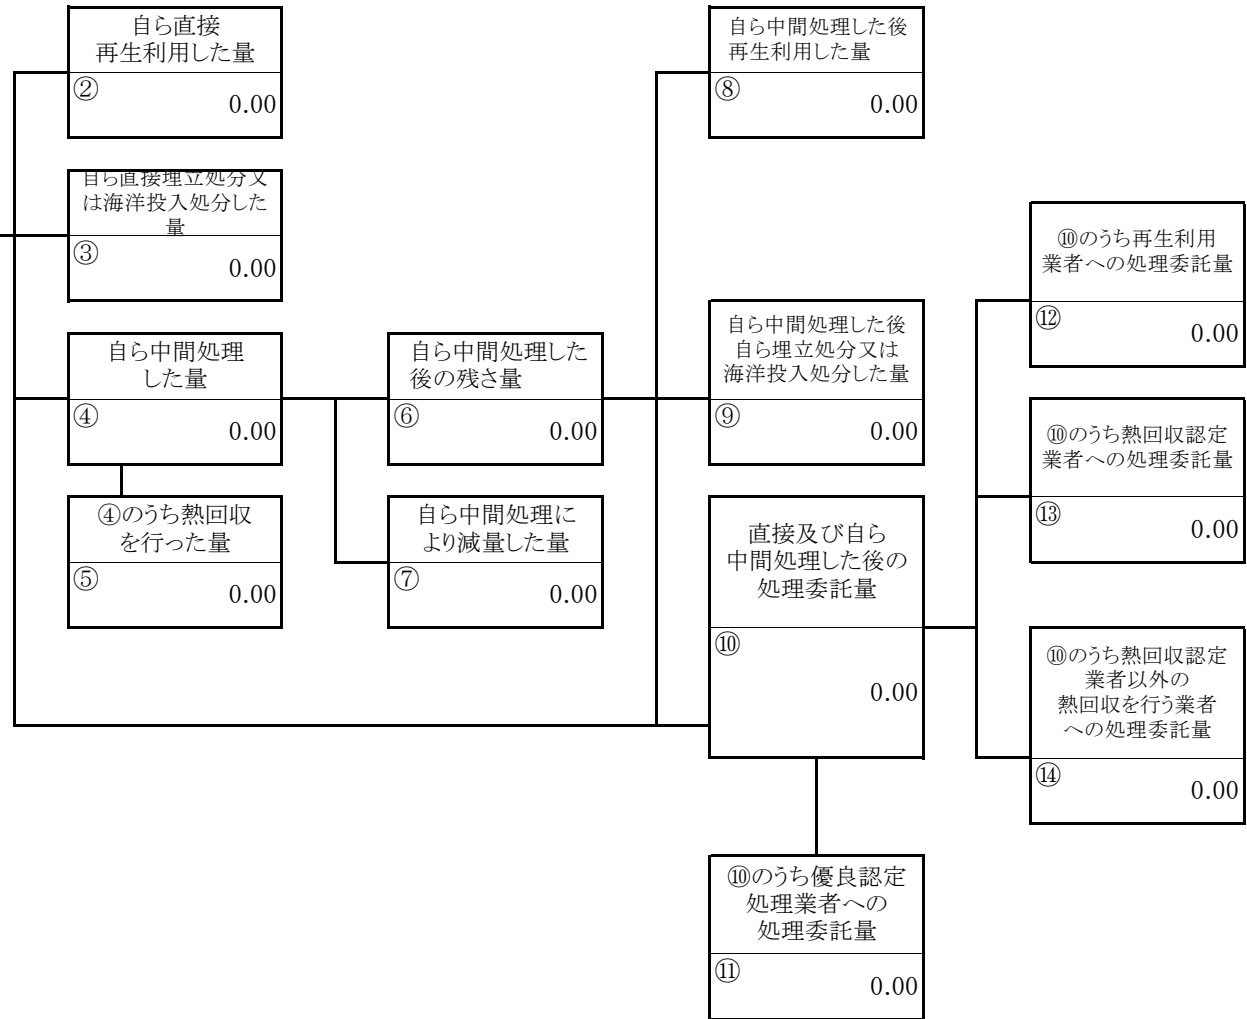 自ら直接
再生利用した量
②
0.00
自ら直接埋立処分又
は海洋投入処分した
量
③
0.00
自ら中間処理
した量
④
0.00
④のうち熱回収
を行った量
⑤
0.00
自ら中間処理した
後の残さ量
⑥
0.00
自ら中間処理に
より減量した量
⑦
0.00
自ら中間処理した後
再生利用した量
⑧
0.00
自ら中間処理した後
自ら埋立処分又は
海洋投入処分した量
⑨
0.00
直接及び自ら
中間処理した後の
処理委託量
⑩
0.00
⑩のうち優良認定
処理業者への
処理委託量
⑪
0.00
⑩のうち再生利用
業者への処理委託量
⑫
0.00
⑩のうち熱回収認定
業者への処理委託量
⑬
0.00
⑩のうち熱回収認定
業者以外の
熱回収を行う業者
への処理委託量
⑭
0.00